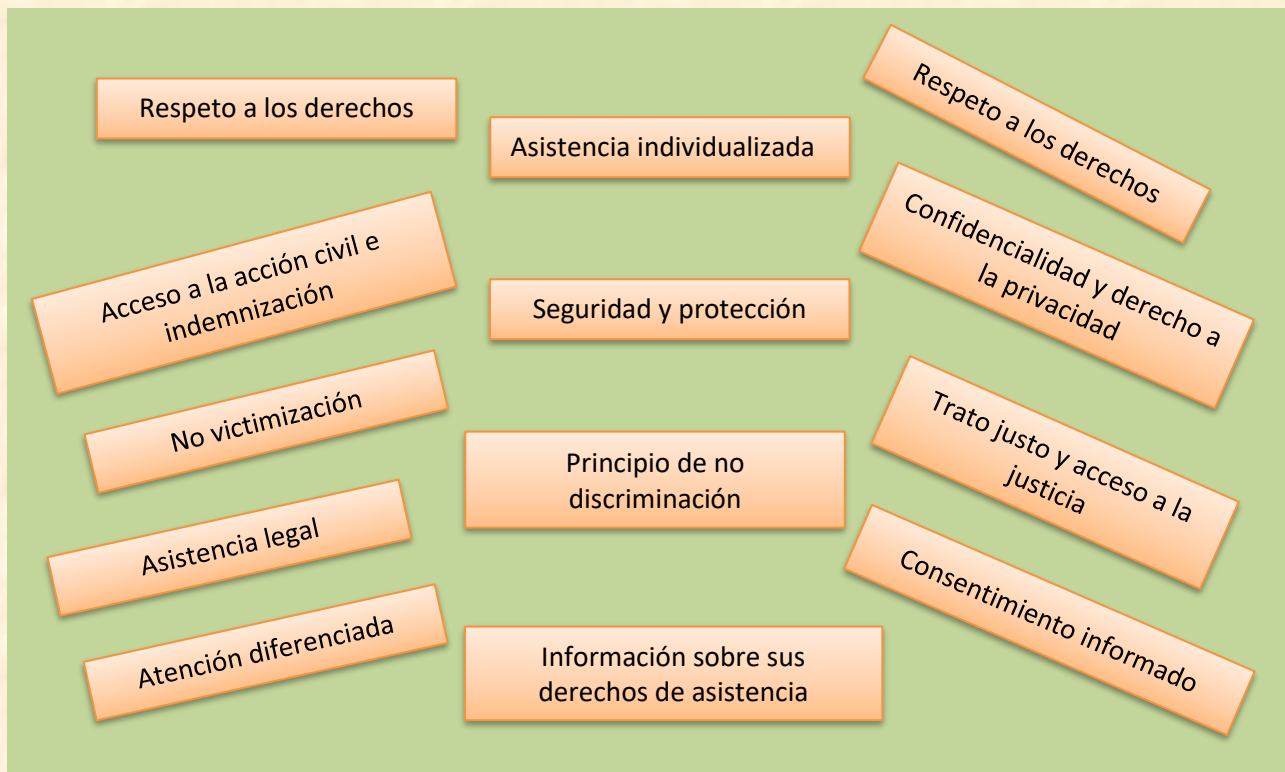 Respeto a los derechos
Asistencia individualizada
Respeto a los derechos
Acceso a la acción civil e
indemnización
Seguridad y protección
Confidencialidad y derecho a
la privacidad
No victimización
Principio de no
discriminación
Trato justo y acceso a la
justicia
Asistencia legal
Consentimiento informado
Atención diferenciada
Información sobre sus
derechos de asistencia